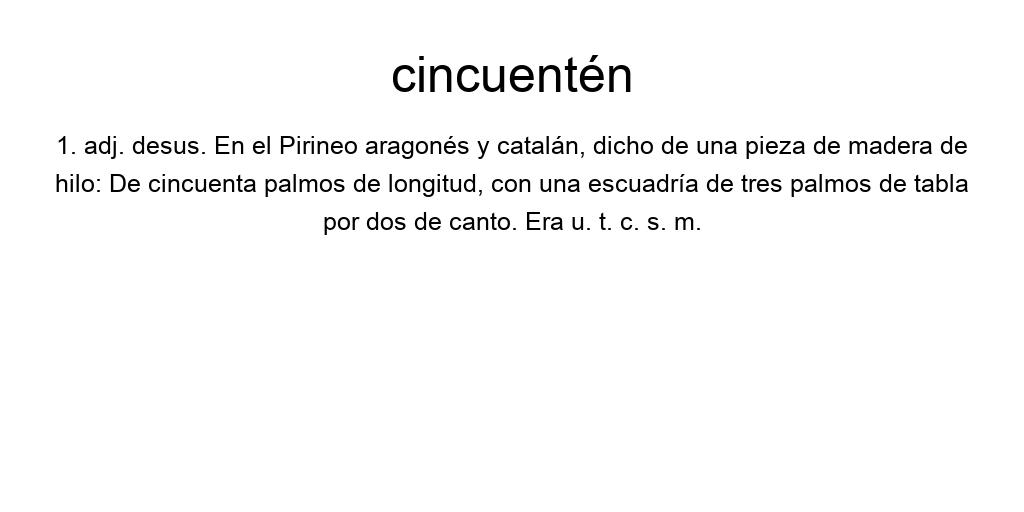 cincuentén
1. adj. desus. En el Pirineo aragonés y catalán, dicho de una pieza de madera de
hilo: De cincuenta palmos de longitud, con una escuadría de tres palmos de tabla
por dos de canto. Era u. t. c. s. m.